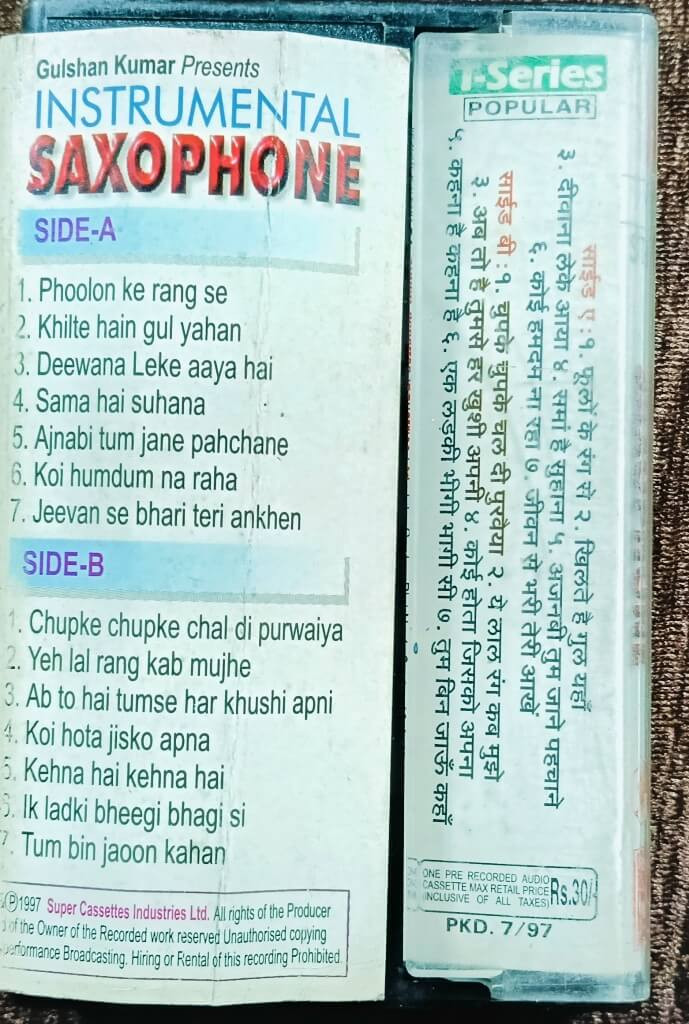 Gulshan Kumar Presents
INSTRUMENTAL
SAXOPHONE
SIDE-A
1. Phoolon ke rang se
2. Khilte hain gul yahan
3. Deewana Leke aaya hai
4. Sama hai suhana
5. Ajnabi tum jane pahchane
6. Koi humdum na raha
7. Jeevan se bhari teri ankhen
SIDE-B
1. Chupke chupke chal di purwaiya
2. Yeh lal rang kab mujhe
3. Ab to hai tumse har khushi apni
4. Koi hota jisko apna
5. Kehna hai kehna hai
6. Ik ladki bheegi bhagi si
7. Tum bin jaoon kahan
℗1997 Super Cassettes Industries Ltd. All rights of the Producer
of the Owner of the Recorded work reserved Unauthorised copying
performance Broadcasting. Hiring or Rental of this recording Prohibited.
T-Series
POPULAR
साईड ए : १. फूलों के रंग से २. खिलते है गुल यहाँ
३. दीवाना लेके आया ४. समां है सुहाना ५. अजनबी तुम जाने पहचाने
६. कोई हमदम ना रहा ७. जीवन से भरी तेरी आखें
साईड बी : १. चुपके चुपके चल दी पुरवैया २. ये लाल रंग कब मुझे
३. अब तो है तुमसे हर खुशी अपनी ४. कोई होता जिसको अपना
५. कहना है कहना है ६. एक लडकी भीगी भागी सी ७. तुम बिन जाऊँ कहाँ
ONE PRE RECORDED AUDIO
CASSETTE MAX RETAIL PRICE
(INCLUSIVE OF ALL TAXES)
Rs.30/-
PKD. 7/97